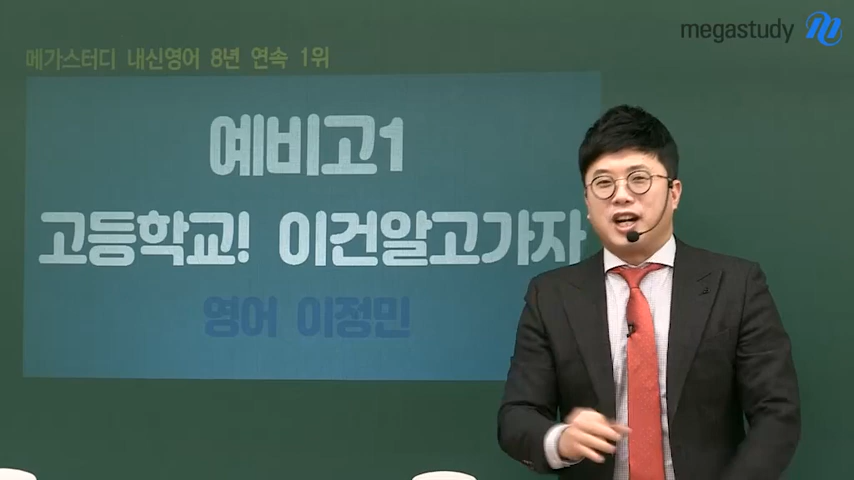 megastudy
메가스터디 내신영어 8년 연속 1위
예비고1
고등학교! 이건알고가자
영어 이정민